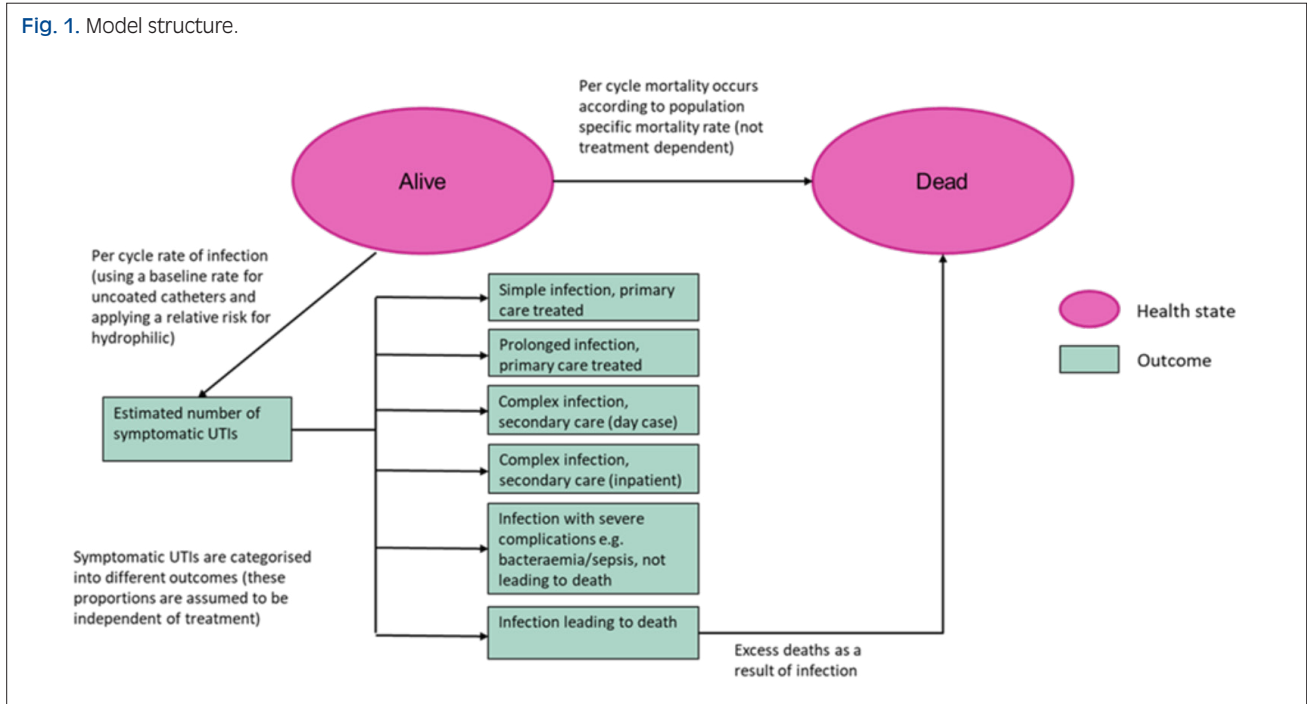 Fig. 1. Model structure.
Per cycle mortality occurs
according to population
specific mortality rate (not
treatment dependent)
Alive
Dead
Per cycle rate of infection
(using a baseline rate for
uncoated catheters and
applying a relative risk for
hydrophilic)
Simple infection, primary
care treated
Prolonged infection,
primary care treated
Complex infection,
secondary care (day case)
Complex infection,
secondary care (inpatient)
Infection with severe
complications e.g.
bacteraemia/sepsis, not
leading to death
Infection leading to death
Estimated number of
symptomatic UTIs
Symptomatic UTIs are categorised
into different outcomes (these
proportions are assumed to be
independent of treatment)
Excess deaths as a
result of infection
Health state
Outcome